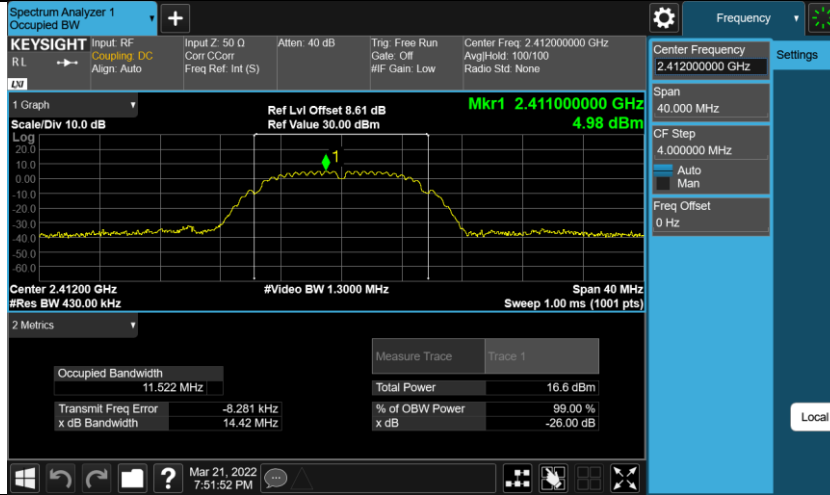 Spectrum Analyzer 1
Occupied BW
Frequency
KEYSIGHT
R L
LXI
Input: RF
Coupling: DC
Align: Auto
Input Z: 50 Ω
Corr CCorr
Freq Ref: Int (S)
Atten: 40 dB
Trig: Free Run
Gate: Off
#IF Gain: Low
Center Freq: 2.412000000 GHz
Avg|Hold: 100/100
Radio Std: None
Center Frequency
2.412000000 GHz
Settings
Span
40.000 MHz
CF Step
4.000000 MHz
Auto
Man
Freq Offset
0 Hz
Local
1 Graph
Scale/Div 10.0 dB
Ref Lvl Offset 8.61 dB
Ref Value 30.00 dBm
Mkr1 2.411000000 GHz
4.98 dBm
Log
20.0
10.0
0.00
-10.0
-20.0
-30.0
-40.0
-50.0
-60.0
1
Center 2.41200 GHz
#Video BW 1.3000 MHz
Span 40 MHz
#Res BW 430.00 kHz
Sweep 1.00 ms (1001 pts)
2 Metrics
Measure Trace
Trace 1
Occupied Bandwidth
11.522 MHz
Total Power
16.6 dBm
Transmit Freq Error
-8.281 kHz
% of OBW Power
99.00 %
x dB Bandwidth
14.42 MHz
x dB
-26.00 dB
?
Mar 21, 2022
7:51:52 PM